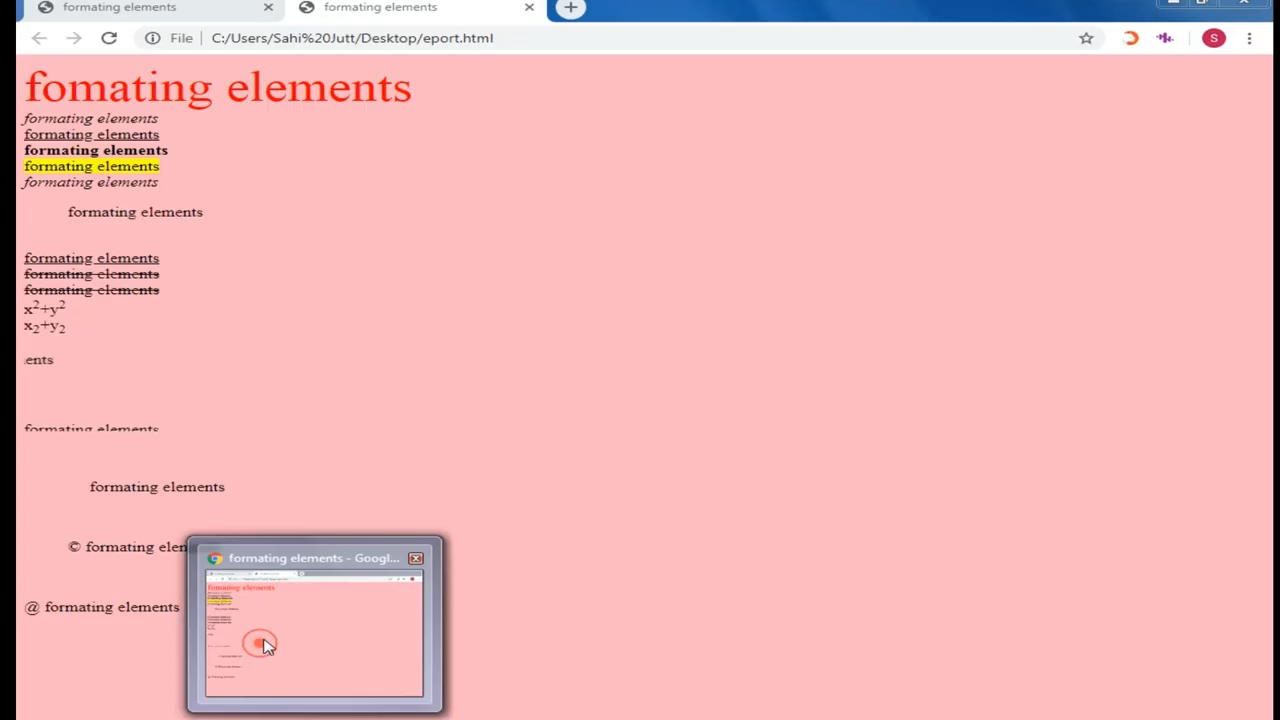 formating elements
formating elements
File
C:/Users/Sahi%20Jutt/Desktop/eport.html
S
fomating elements
formating elements
formating elements
formating elements
formating elements
formating elements
formating elements
formating elements
formating elements
formating elements
x²+y²
x₂+y₂
ents
formating elements
formating elements
© formating elen
@ formating elements
formating elements - Googl...